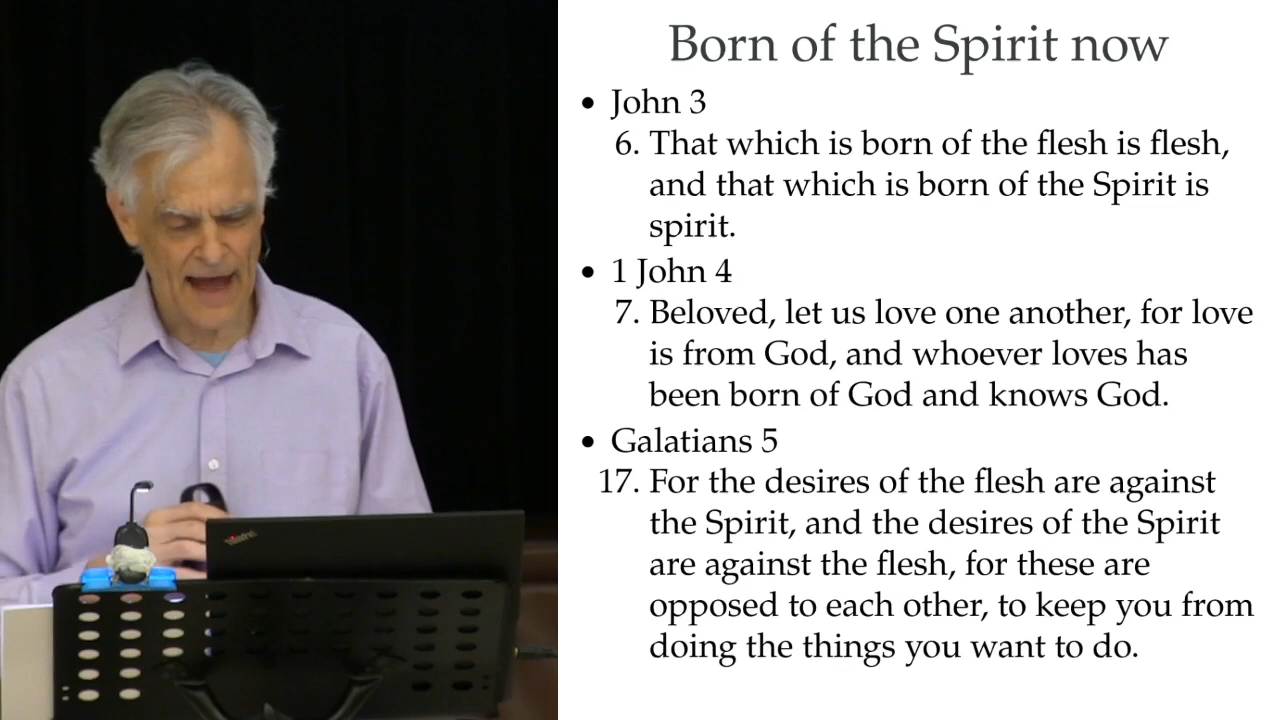 Born of the Spirit now
• John 3
6. That which is born of the flesh is flesh,
and that which is born of the Spirit is
spirit.
• 1 John 4
7. Beloved, let us love one another, for love
is from God, and whoever loves has
been born of God and knows God.
• Galatians 5
17. For the desires of the flesh are against
the Spirit, and the desires of the Spirit
are against the flesh, for these are
opposed to each other, to keep you from
doing the things you want to do.
ThinkPad